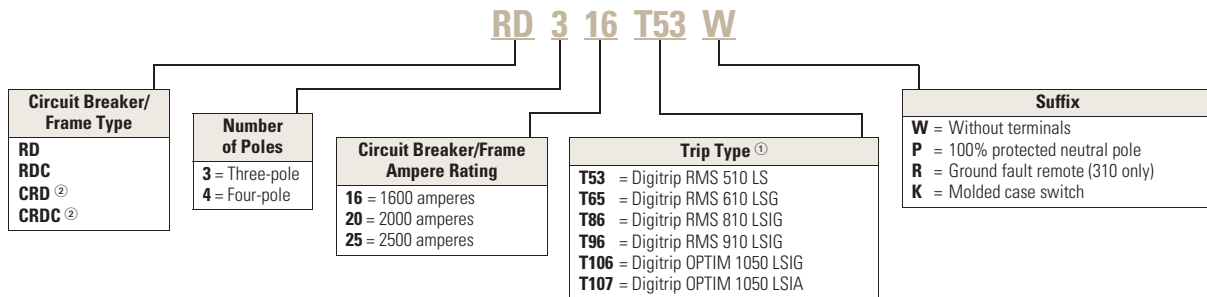 RD 3 16 T53 W
Circuit Breaker/
Frame Type
RD
RDC
CRD ②
CRDC ②
Number
of Poles
3 = Three-pole
4 = Four-pole
Circuit Breaker/Frame
Ampere Rating
16 = 1600 amperes
20 = 2000 amperes
25 = 2500 amperes
Trip Type ①
T53 = Digitrip RMS 510 LS
T65 = Digitrip RMS 610 LSG
T86 = Digitrip RMS 810 LSIG
T96 = Digitrip RMS 910 LSIG
T106 = Digitrip OPTIM 1050 LSIG
T107 = Digitrip OPTIM 1050 LSIA
Suffix
W = Without terminals
P = 100% protected neutral pole
R = Ground fault remote (310 only)
K = Molded case switch